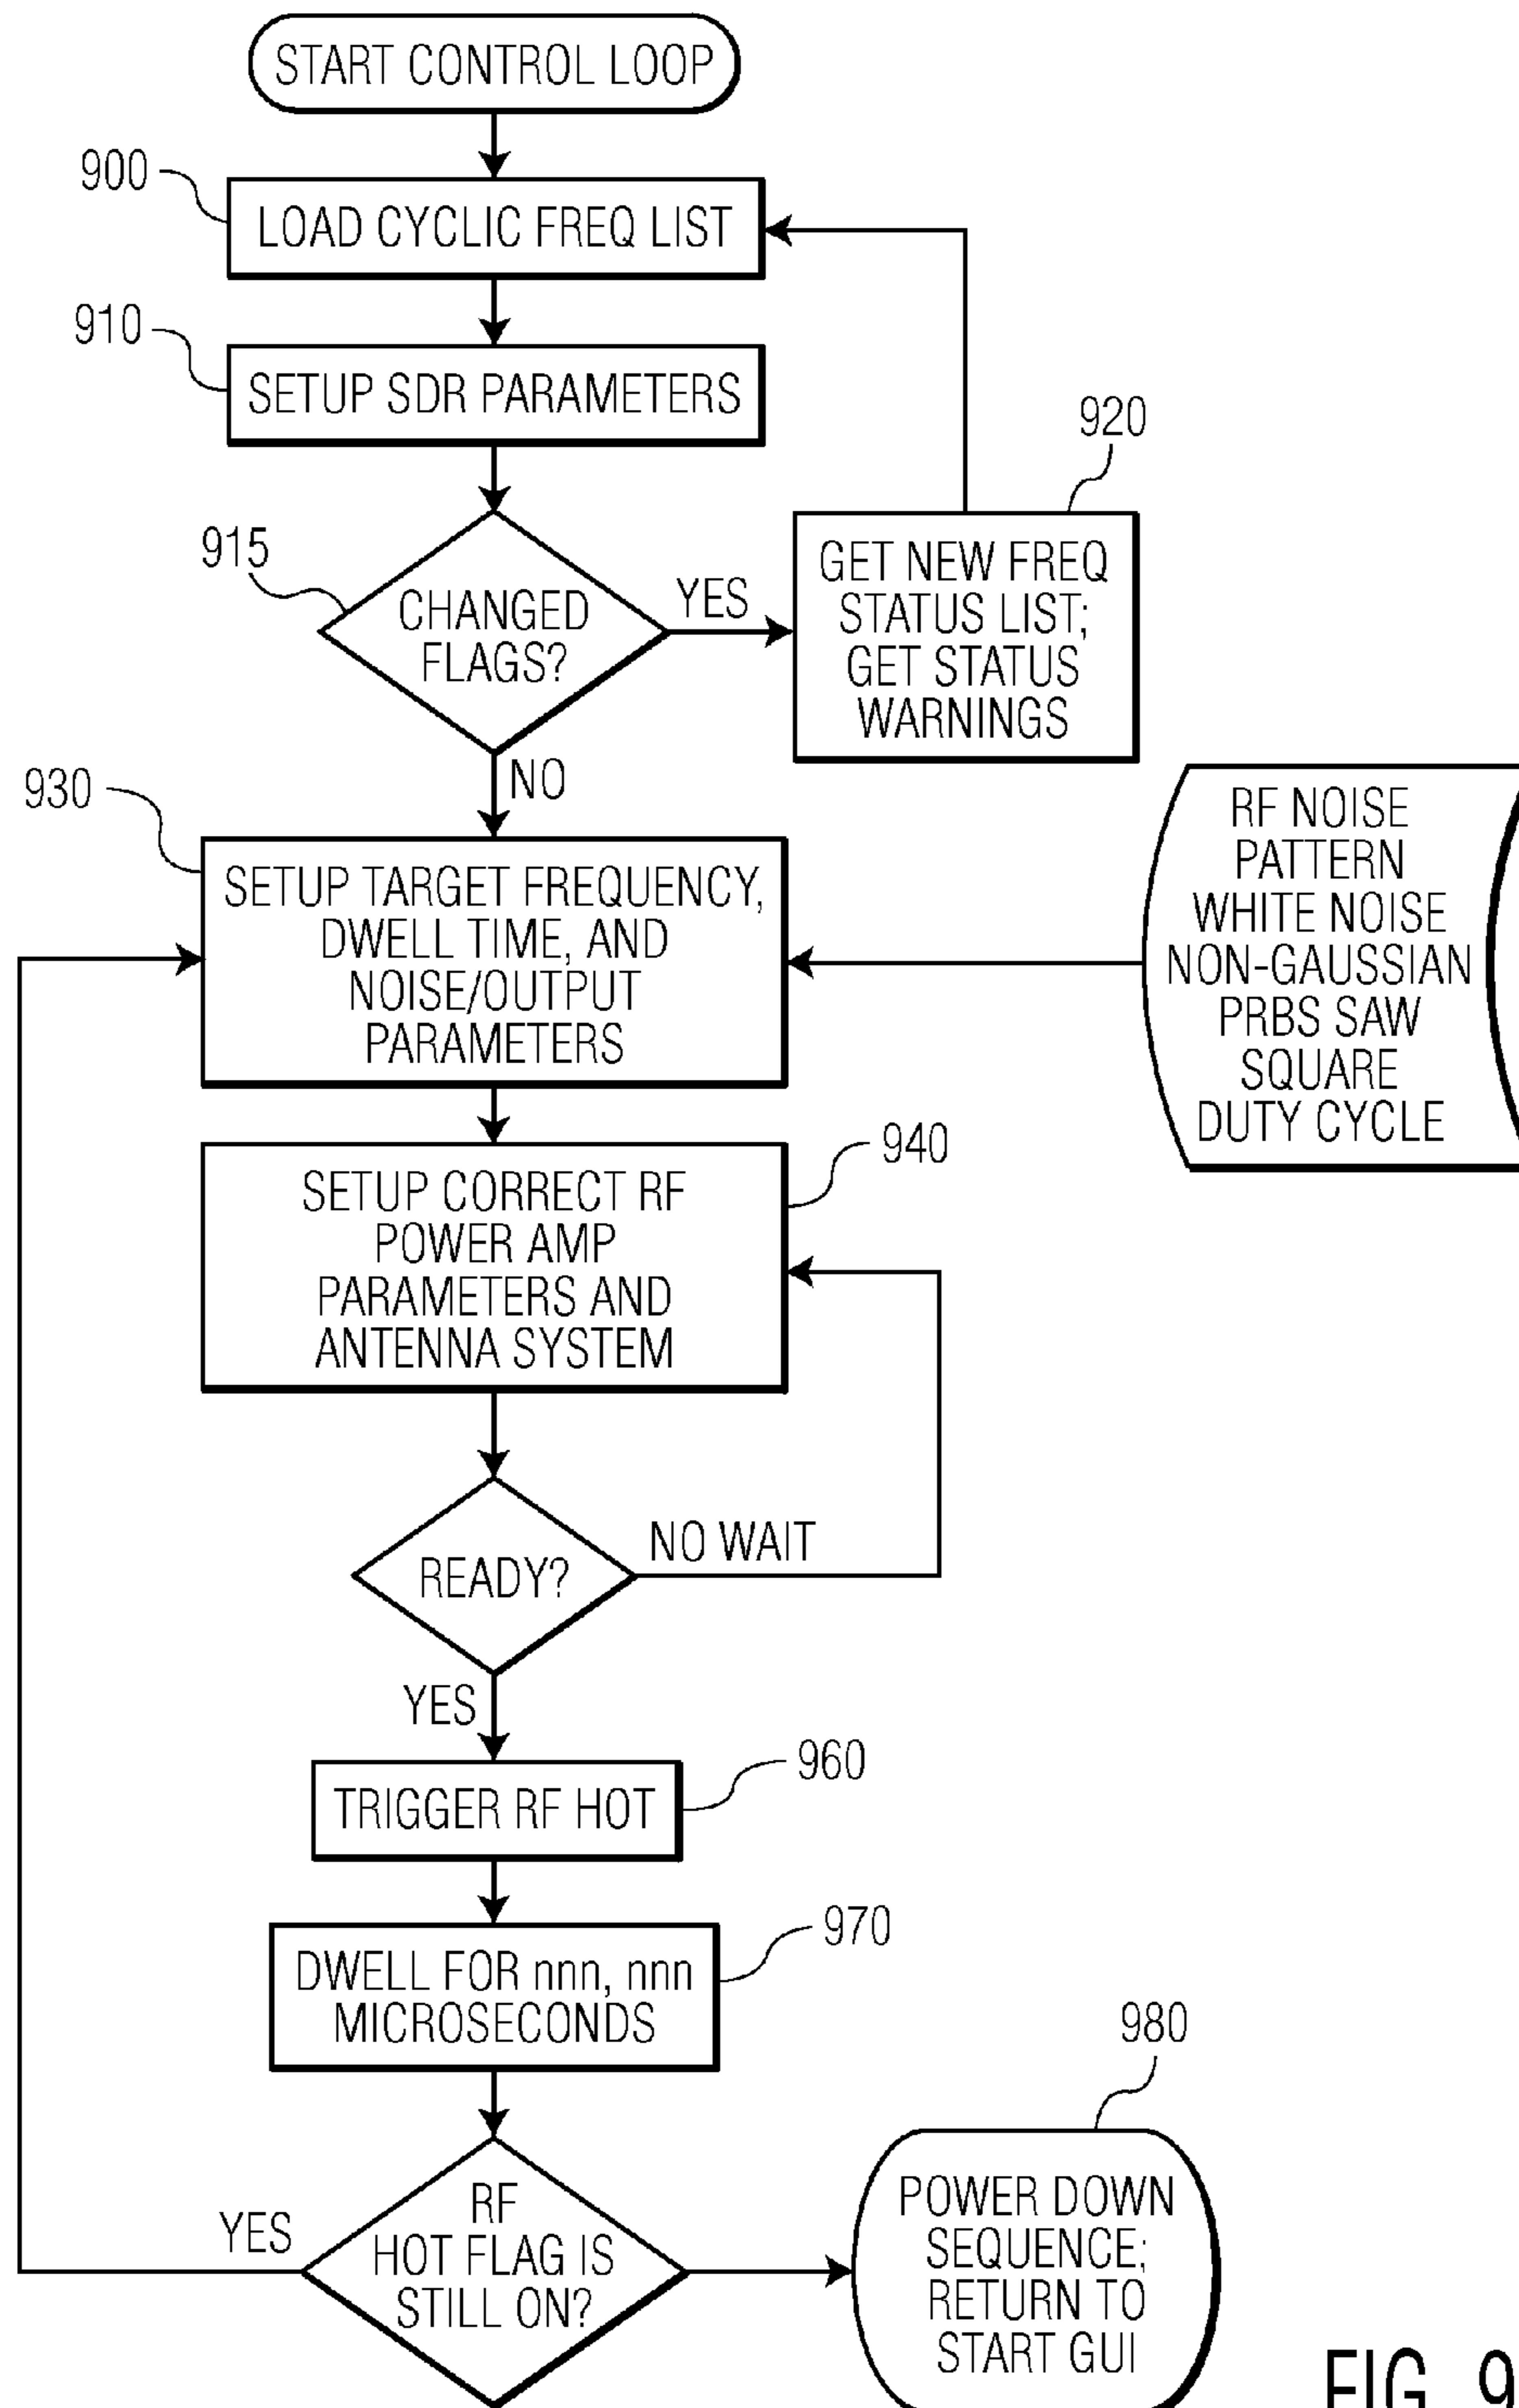 START CONTROL LOOP
900
LOAD CYCLIC FREQ LIST
910
SETUP SDR PARAMETERS
920
915
CHANGED
FLAGS?
YES
GET NEW FREQ
STATUS LIST;
GET STATUS
WARNINGS
NO
930
SETUP TARGET FREQUENCY,
DWELL TIME, AND
NOISE/OUTPUT
PARAMETERS
RF NOISE
PATTERN
WHITE NOISE
NON-GAUSSIAN
PRBS SAW
SQUARE
DUTY CYCLE
940
SETUP CORRECT RF
POWER AMP
PARAMETERS AND
ANTENNA SYSTEM
READY?
NO WAIT
YES
960
TRIGGER RF HOT
970
DWELL FOR nnn, nnn
MICROSECONDS
980
YES
RF
HOT FLAG IS
STILL ON?
POWER DOWN
SEQUENCE;
RETURN TO
START GUI
FIG. 9